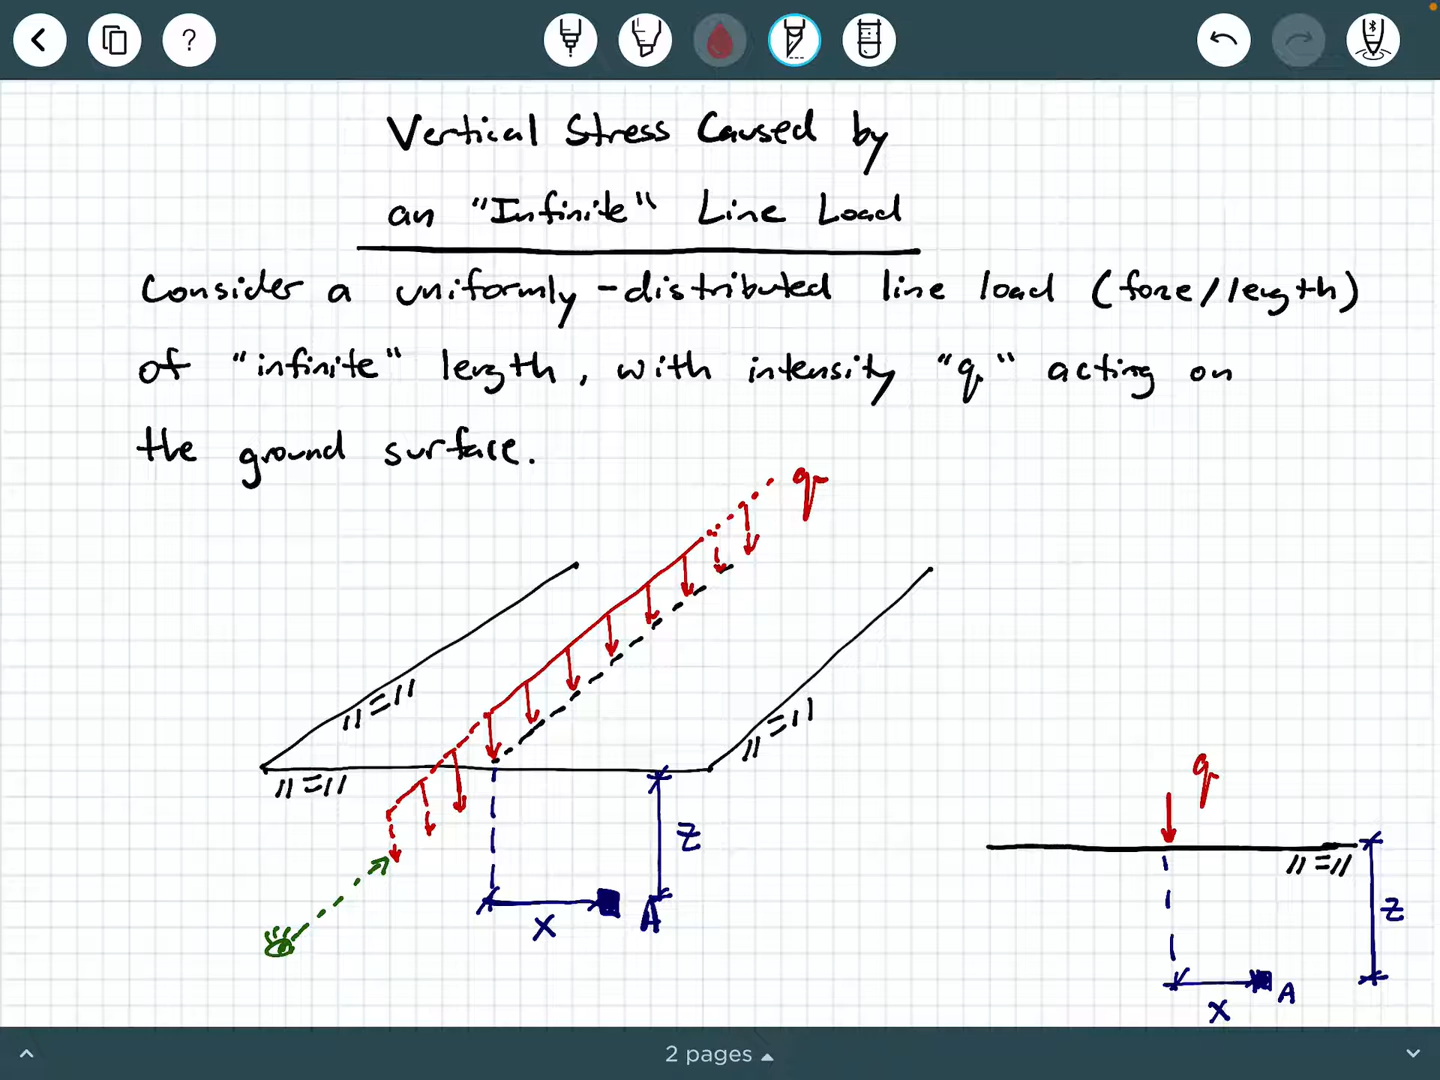 ?
Vertical Stress Caused by
an "Infinite" Line Load
Consider a uniformly-distributed line load (force/length)
of "infinite" length, with intensity "q" acting on
the ground surface.
q
z
x
A
q
z
x
A
2 pages